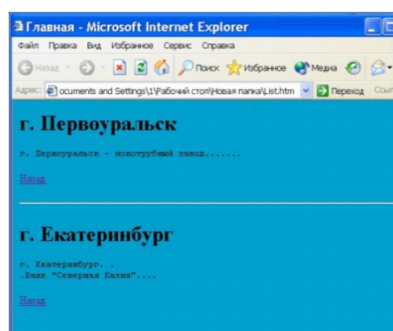 Главная - Microsoft Internet Explorer
Файл Правка Вид Избранное Сервис Справка
Назад Поиск Избранное Медиа
Адрес: ocuments and Settings\1\Рабочий стол\Новая папка\List.htm Переход Ссыл
г. Первоуральск
г. Первоуральск - новотрубный завод.......
Назад
г. Екатеринбург
г. Екатеринбург. .
.Банк "Северная Казна"....
Назад